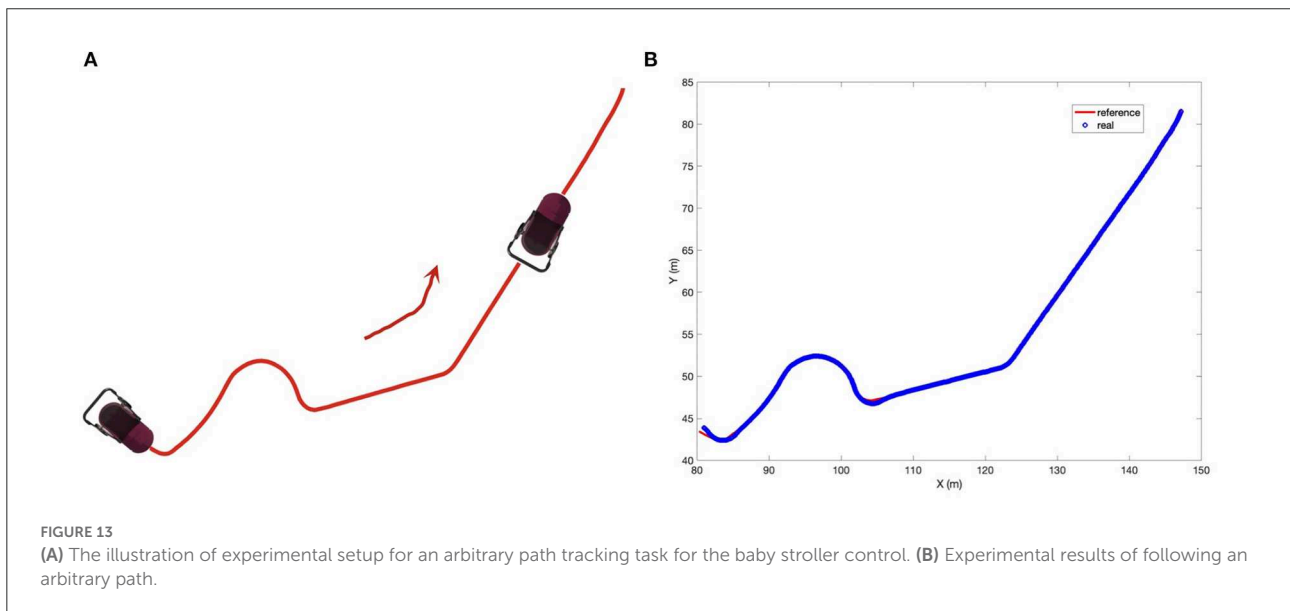 A
B
85
80
75
70
65
60
55
50
45
40
Y (m)
reference
real
80 90 100 110 120 130 140 150
X (m)
FIGURE 13
(A) The illustration of experimental setup for an arbitrary path tracking task for the baby stroller control. (B) Experimental results of following an
arbitrary path.